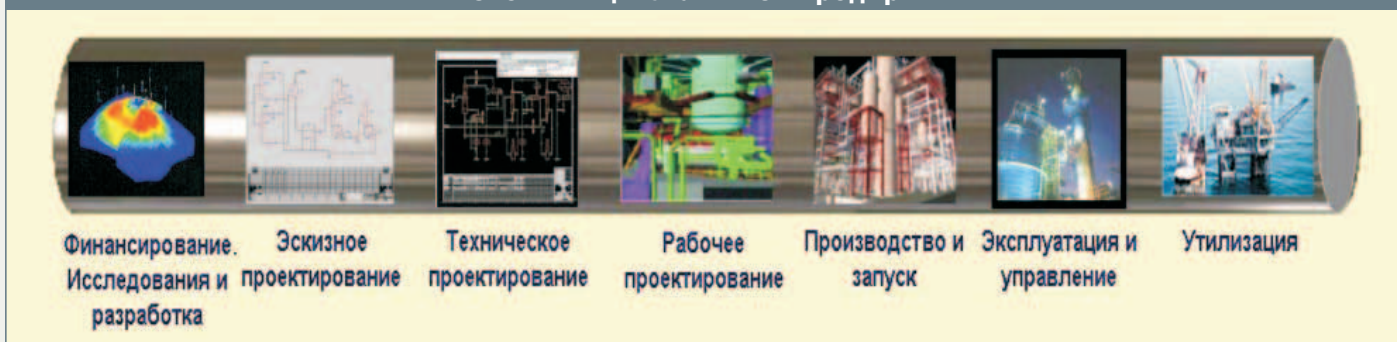 Финансирование.
Исследования и
разработка
Эскизное
проектирование
Техническое
проектирование
Рабочее
проектирование
Производство и
запуск
Эксплуатация и
управление
Утилизация